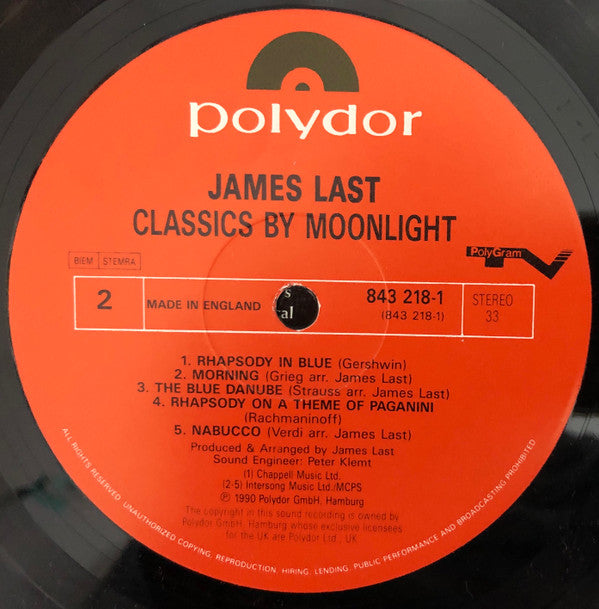 polydor
JAMES LAST
CLASSICS BY MOONLIGHT
PolyGram
TV
BIEM STEMRA
2
MADE IN ENGLAND
s
al
843 218-1
(843 218-1)
STEREO
33
1. RHAPSODY IN BLUE (Gershwin)
2. MORNING (Grieg arr. James Last)
3. THE BLUE DANUBE (Strauss arr. James Last)
4. RHAPSODY ON A THEME OF PAGANINI
(Rachmaninoff)
5. NABUCCO (Verdi arr. James Last)
Produced & Arranged by James Last
Sound Engineer: Peter Klemt
(1) Chappell Music Ltd.
(2-5) Intersong Music Ltd./MCPS
℗ 1990 Polydor GmbH, Hamburg
The copyright in this sound recording is owned by
Polydor GmbH, Hamburg whose exclusive licensees
for the UK are Polydor Ltd., UK
ALL RIGHTS RESERVED. UNAUTHORIZED COPYING, REPRODUCTION, HIRING, LENDING, PUBLIC PERFORMANCE AND BROADCASTING PROHIBITED